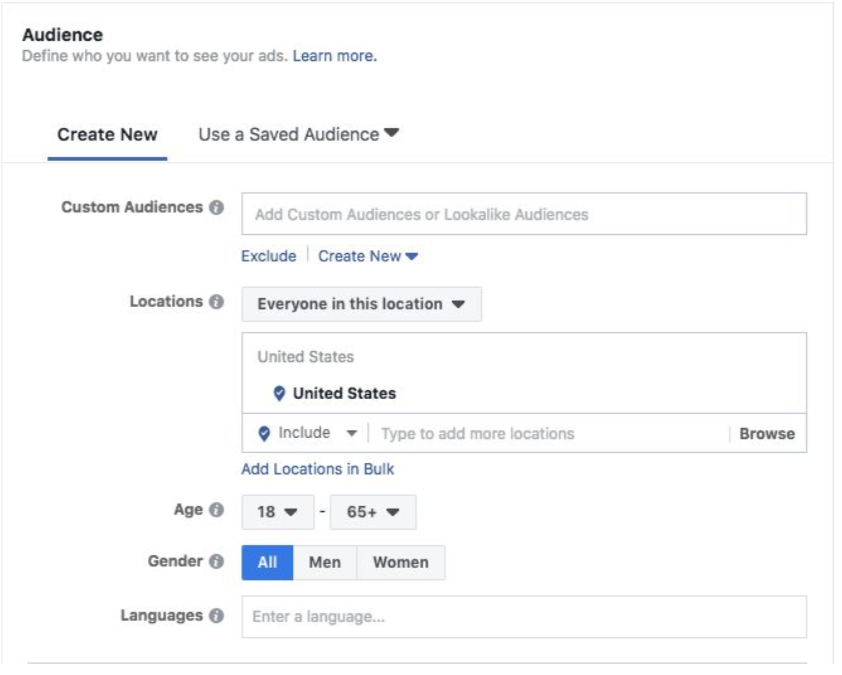 Audience
Define who you want to see your ads. Learn more.
Create New Use a Saved Audience
Custom Audiences Add Custom Audiences or Lookalike Audiences
Exclude Create New
Locations Everyone in this location
United States
United States
Include Type to add more locations Browse
Add Locations in Bulk
Age 18 - 65+
Gender All Men Women
Languages Enter a language...